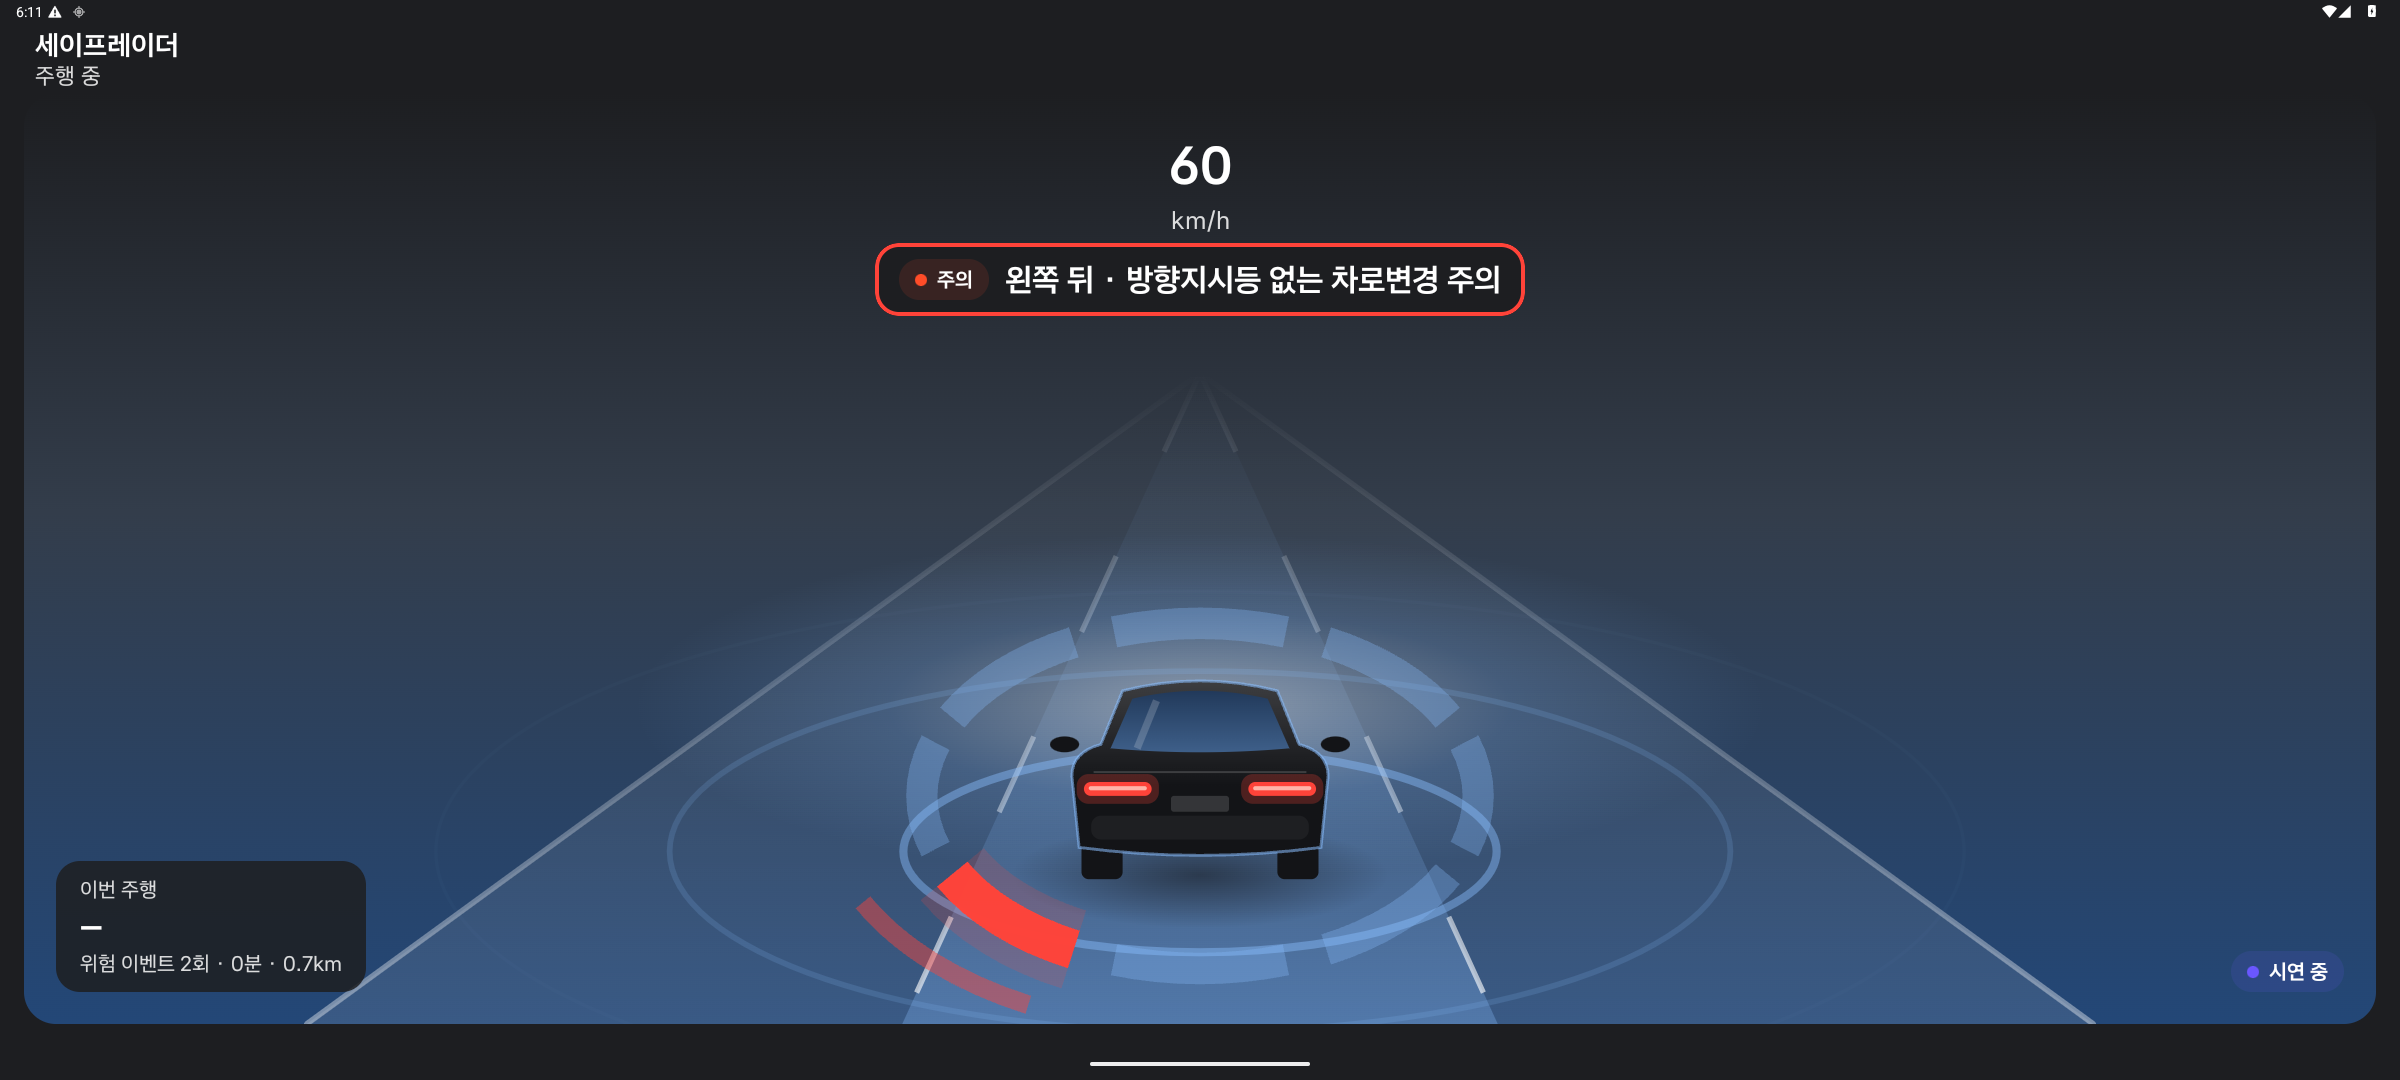 6:11
세이프레이더
주행 중
60
km/h
주의 왼쪽 뒤 · 방향지시등 없는 차로변경 주의
이번 주행
—
위험 이벤트 2회 · 0분 · 0.7km
시연 중